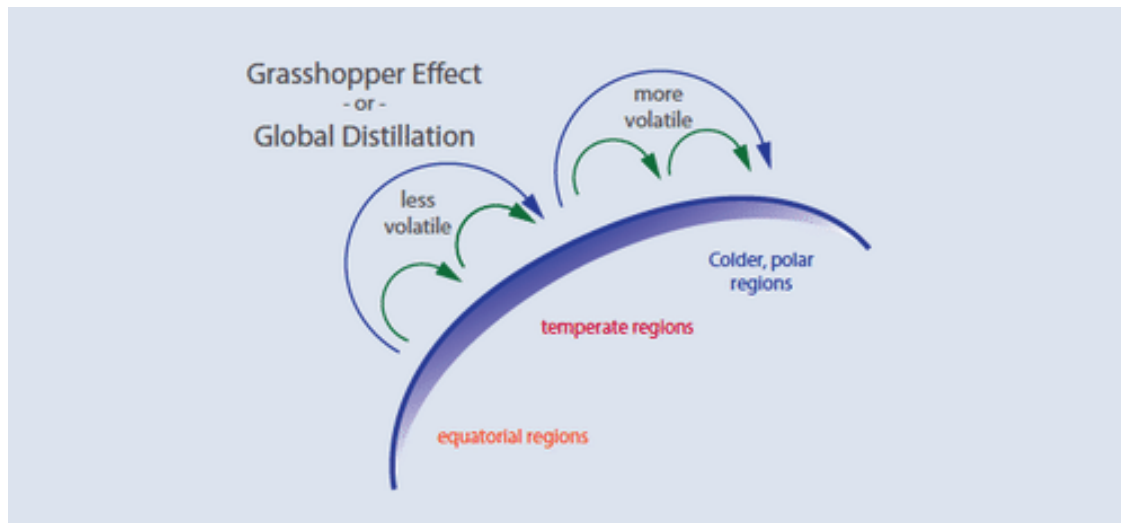 Grasshopper Effect
- or -
Global Distillation
more
volatile
less
volatile
Colder, polar
regions
temperate regions
equatorial regions